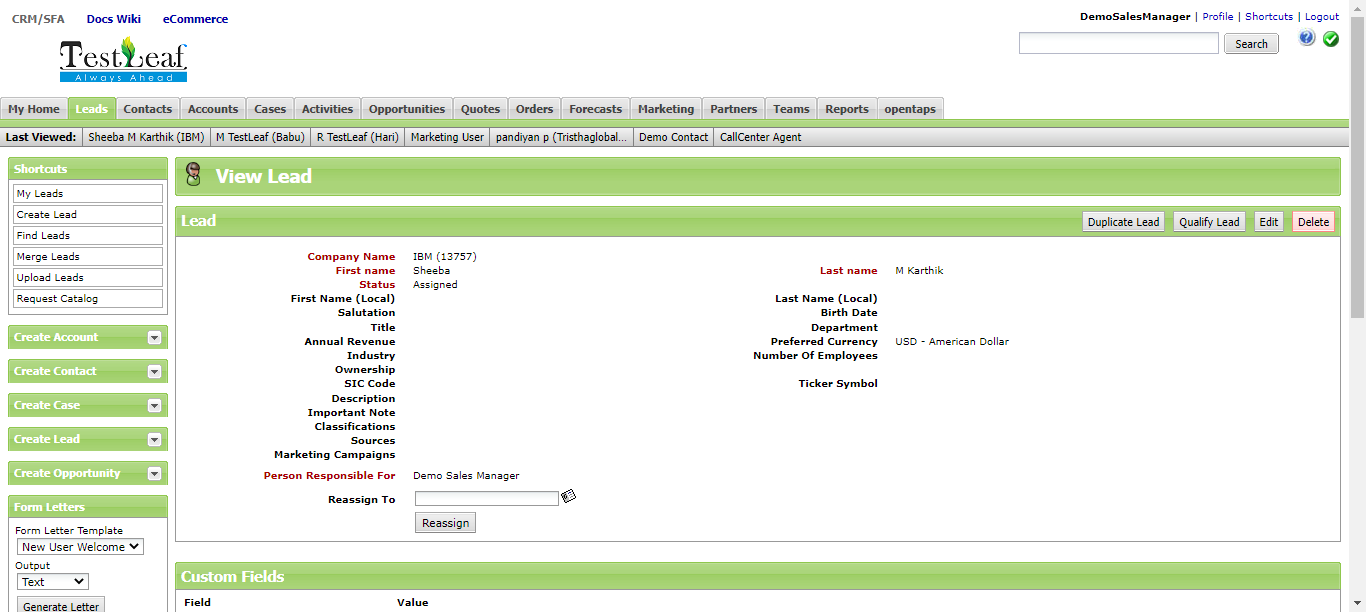 CRM/SFA Docs Wiki eCommerce
DemoSalesManager | Profile | Shortcuts | Logout
TestLeaf
Always Ahead
Search
?
My Home Leads Contacts Accounts Cases Activities Opportunities Quotes Orders Forecasts Marketing Partners Teams Reports opentaps
Last Viewed: Sheeba M Karthik (IBM) M TestLeaf (Babu) R TestLeaf (Hari) Marketing User pandiyan p (Tristhaglobal... Demo Contact CallCenter Agent
Shortcuts
My Leads
Create Lead
Find Leads
Merge Leads
Upload Leads
Request Catalog
Create Account
Create Contact
Create Case
Create Lead
Create Opportunity
Form Letters
Form Letter Template
New User Welcome
Output
Text
Generate Letter
View Lead
Lead
Duplicate Lead Qualify Lead Edit Delete
Company Name IBM (13757)
First name Sheeba Last name M Karthik
Status Assigned
First Name (Local) Last Name (Local)
Salutation Birth Date
Title Department
Annual Revenue Preferred Currency USD - American Dollar
Industry Number Of Employees
Ownership
SIC Code Ticker Symbol
Description
Important Note
Classifications
Sources
Marketing Campaigns
Person Responsible For Demo Sales Manager
Reassign To
Reassign
Custom Fields
Field Value